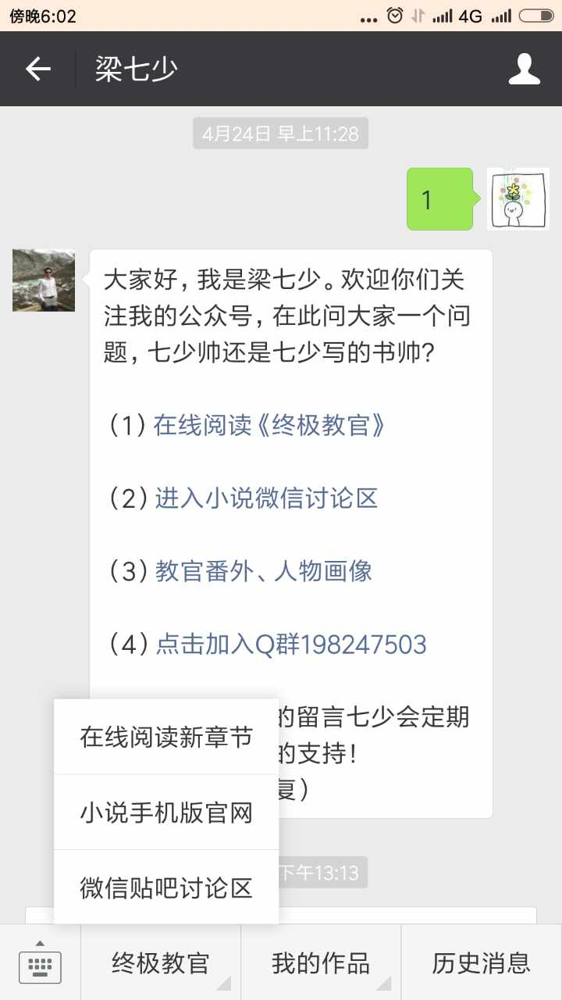 傍晚6:02
4G
梁七少
4月24日 早上11:28
1
大家好，我是梁七少。欢迎你们关
注我的公众号，在此问大家一个问
题，七少帅还是七少写的书帅？
（1）在线阅读《终极教官》
（2）进入小说微信讨论区
（3）教官番外、人物画像
（4）点击加入Q群198247503
的留言七少会定期
的支持！
复）
在线阅读新章节
小说手机版官网
微信贴吧讨论区
下午13:13
终极教官
我的作品
历史消息